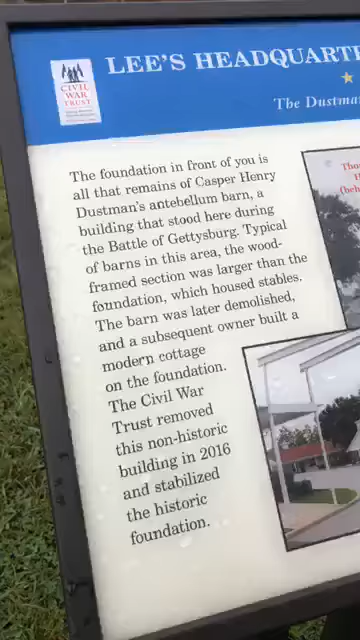 LEE'S HEADQUARTE
The Dustma
CIVIL
WAR
TRUST
The foundation in front of you is
all that remains of Casper Henry
Dustman's antebellum barn, a
building that stood here during
the Battle of Gettysburg. Typical
of barns in this area, the wood-
framed section was larger than the
foundation, which housed stables.
The barn was later demolished,
and a subsequent owner built a
modern cottage
on the foundation.
The Civil War
Trust removed
this non-historic
building in 2016
and stabilized
the historic
foundation.
Tho
H
(beh